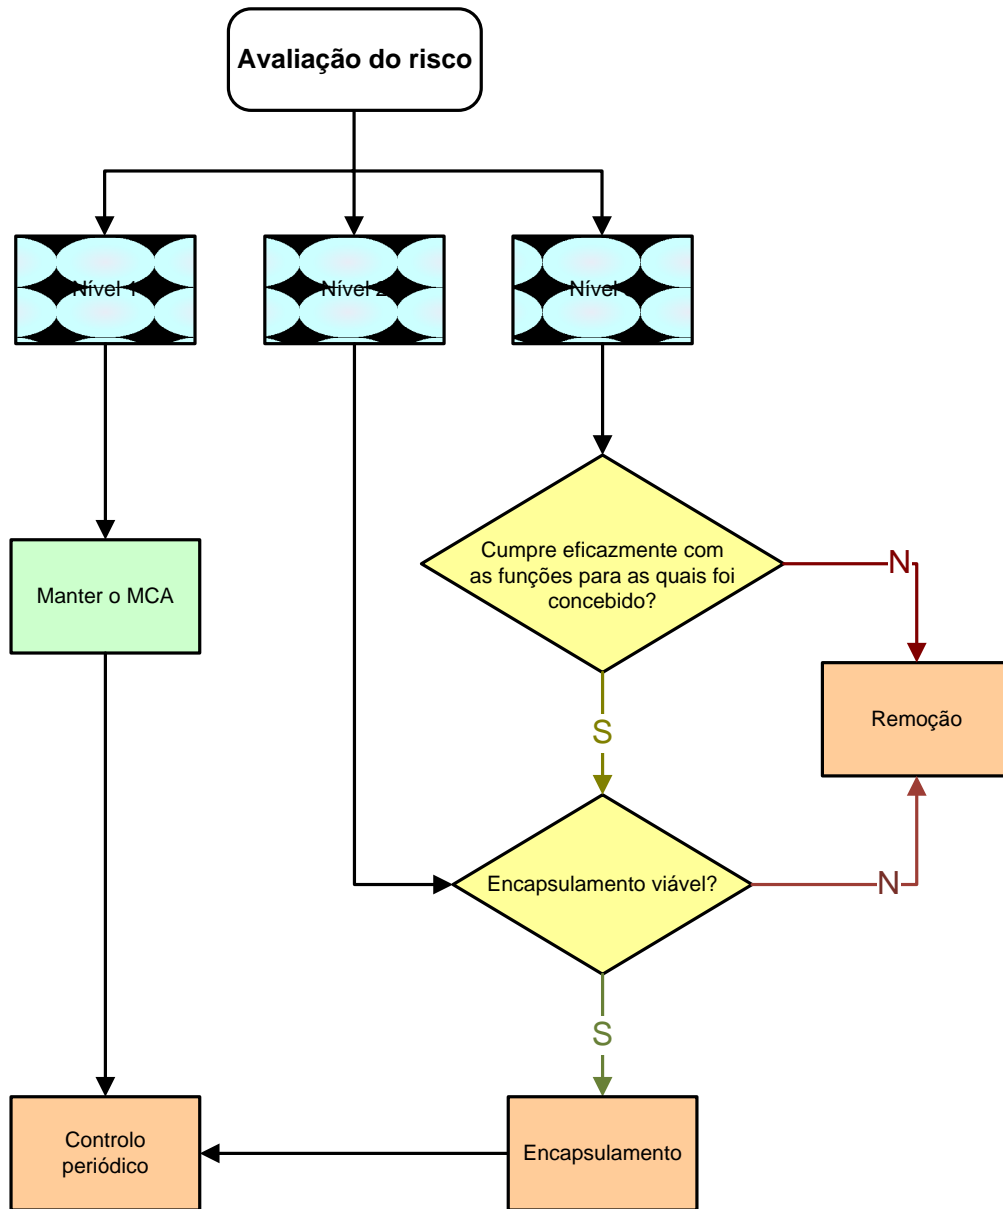 Avaliação do risco
Nível 1
Nível 2
Nível
Cumpre eficazmente com
as funções para as quais foi
concebido?
N
Manter o MCA
Remoção
S
Encapsulamento viável?
N
S
Controlo
periódico
Encapsulamento